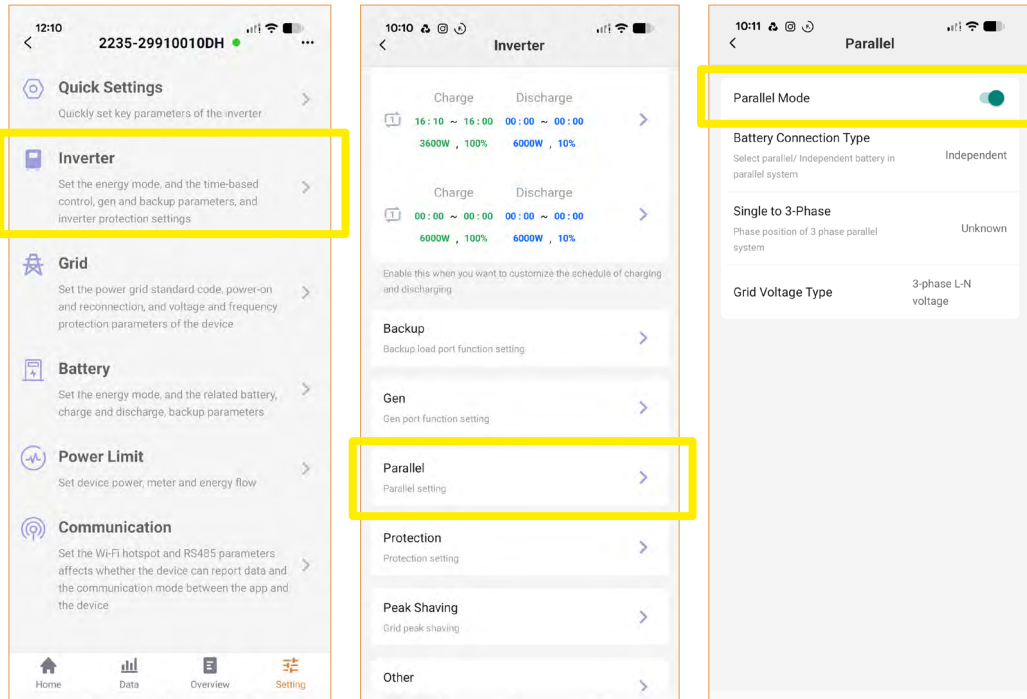 12:10
2235-29910010DH
Quick Settings
Quickly set key parameters of the inverter
Inverter
Set the energy mode, and the time-based
control, gen and backup parameters, and
inverter protection settings
Grid
Set the power grid standard code, power-on
and reconnection, and voltage and frequency
protection parameters of the device
Battery
Set the energy mode, and the related battery,
charge and discharge, backup parameters
Power Limit
Set device power, meter and energy flow
Communication
Set the Wi-Fi hotspot and RS485 parameters
affects whether the device can report data and
the communication mode between the app and
the device
Home Data Overview Setting
10:10
Inverter
Charge Discharge
1 16:10 ~ 16:00 00:00 ~ 00:00
3600W , 100% 6000W , 10%
Charge Discharge
1 00:00 ~ 00:00 00:00 ~ 00:00
6000W , 100% 6000W , 10%
Enable this when you want to customize the schedule of charging
and discharging
Backup
Backup load port function setting
Gen
Gen port function setting
Parallel
Parallel setting
Protection
Protection setting
Peak Shaving
Grid peak shaving
Other
10:11
Parallel
Parallel Mode
Battery Connection Type
Select parallel/ Independent battery in
parallel system
Independent
Single to 3-Phase
Phase position of 3 phase parallel
system
Unknown
Grid Voltage Type
3-phase L-N
voltage